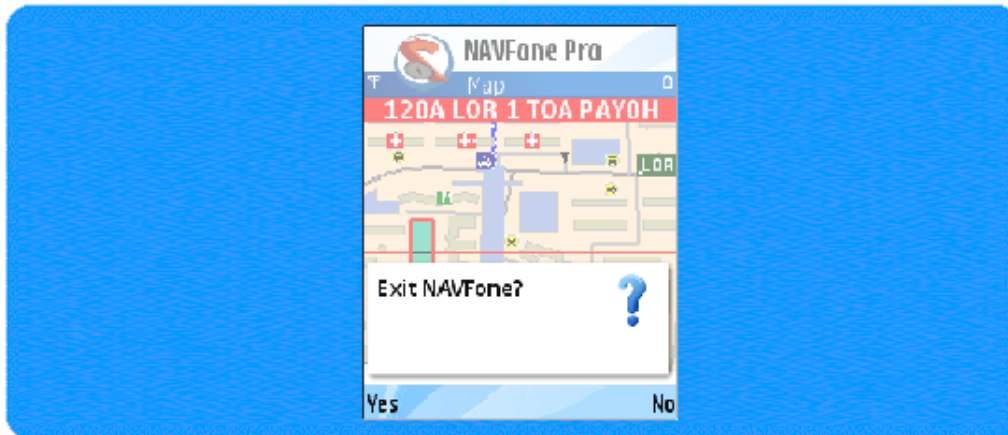 NAVFone Pro
Map
120A LOR 1 TOA PAYOH
LOR
Exit NAVFone?
Yes No